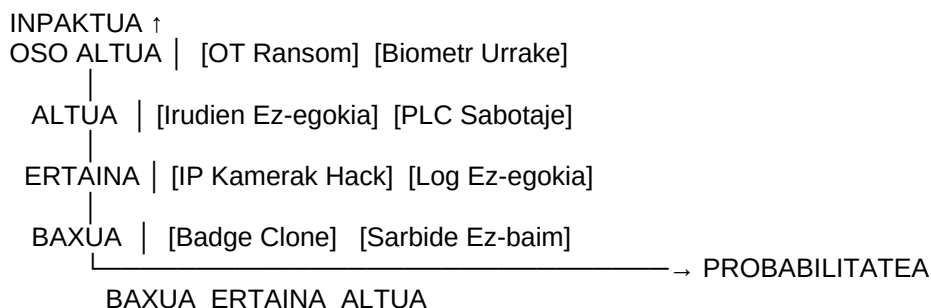 INPAKTUA ↑
OSO ALTUA │ [OT Ransom] [Biometr Urrake]
│
ALTUA │ [Irudien Ez-egokia] [PLC Sabotaje]
│
ERTAINA │ [IP Kamerak Hack] [Log Ez-egokia]
│
BAXUA │ [Badge Clone] [Sarbide Ez-baim]
└──────────────────────────────────→ PROBABILITATEA
BAXUA ERTAINA ALTUA